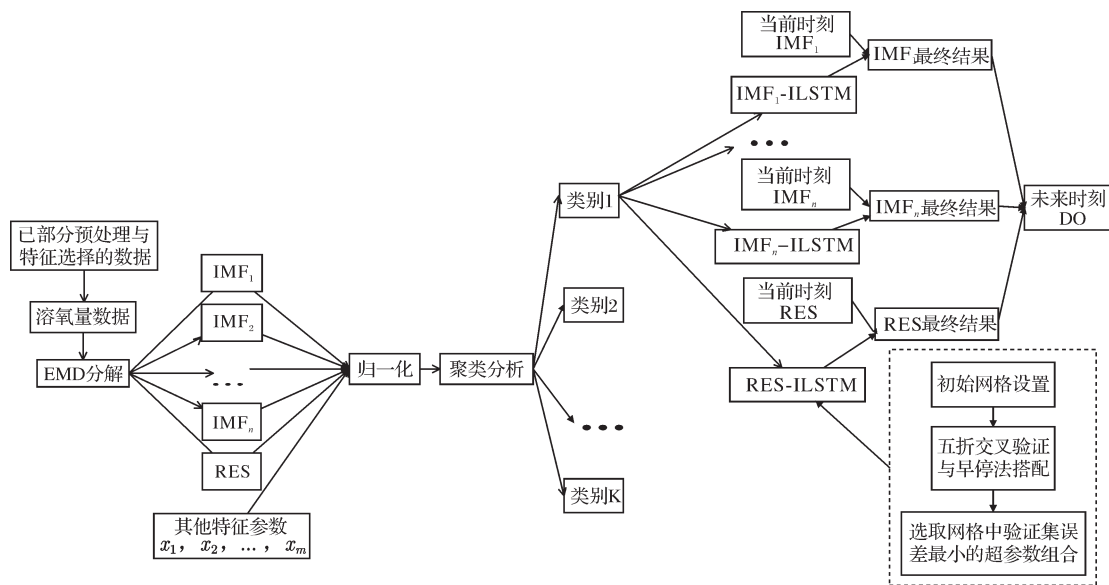 已部分预处理与
特征选择的数据
溶氧量数据
EMD分解
IMF₁
IMF₂
...
IMFₙ
RES
其他特征参数
x₁, x₂, ..., xₘ
归一化
聚类分析
类别1
类别2
...
类别K
当前时刻
IMF₁
IMF₁-ILSTM
IMF最终结果
...
当前时刻
IMFₙ
IMFₙ-ILSTM
IMFₙ最终结果
当前时刻
RES
RES-ILSTM
RES最终结果
未来时刻
DO
初始网格设置
五折交叉验证
与早停法搭配
选取网格中验证集误
差最小的超参数组合